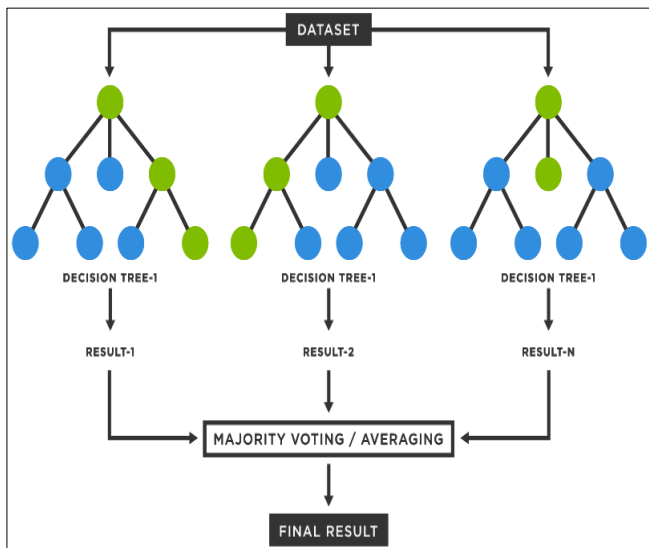 DATASET
DECISION TREE-1
DECISION TREE-1
DECISION TREE-1
RESULT-1
RESULT-2
RESULT-N
MAJORITY VOTING / AVERAGING
FINAL RESULT